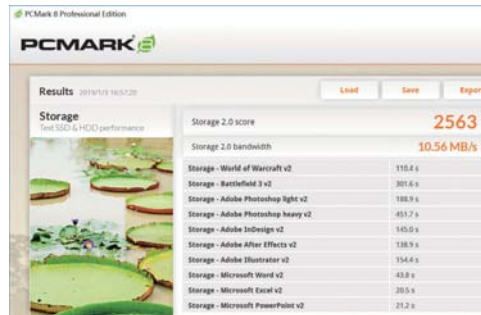 PCMark 8 Professional Edition
PCMARK 8
Results 2019/1/3 16:57:20
Load Save Expor
Storage
Test SSD & HDD performance
Storage 2.0 score 2563
Storage 2.0 bandwidth 10.56 MB/s
Storage - World of Warcraft v2 110.4 s
Storage - Battlefield 3 v2 301.6 s
Storage - Adobe Photoshop light v2 188.9 s
Storage - Adobe Photoshop heavy v2 451.7 s
Storage - Adobe InDesign v2 145.0 s
Storage - Adobe After Effects v2 138.9 s
Storage - Adobe Illustrator v2 154.4 s
Storage - Microsoft Word v2 43.8 s
Storage - Microsoft Excel v2 20.5 s
Storage - Microsoft PowerPoint v2 21.2 s